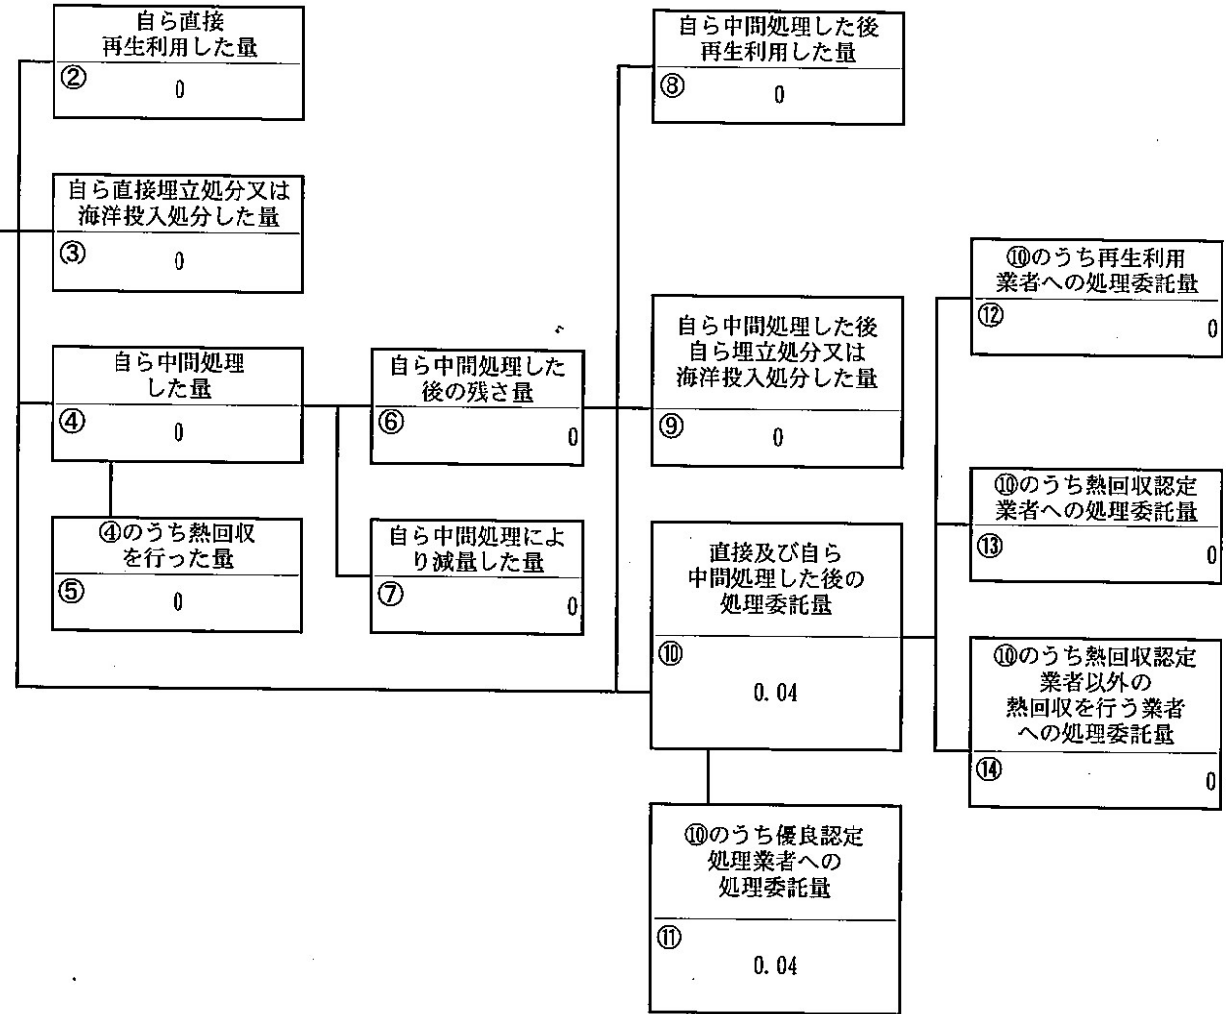 自ら直接
再生利用した量
②
0
自ら直接埋立処分又は
海洋投入処分した量
③
0
自ら中間処理
した量
④
0
④のうち熱回収
を行った量
⑤
0
自ら中間処理した
後の残さ量
⑥
0
自ら中間処理によ
り減量した量
⑦
0
自ら中間処理した後
再生利用した量
⑧
0
自ら中間処理した後
自ら埋立処分又は
海洋投入処分した量
⑨
0
直接及び自ら
中間処理した後の
処理委託量
⑩
0.04
⑩のうち優良認定
処理業者への
処理委託量
⑪
0.04
⑩のうち再生利用
業者への処理委託量
⑫
0
⑩のうち熱回収認定
業者への処理委託量
⑬
0
⑩のうち熱回収認定
業者以外の
熱回収を行う業者
への処理委託量
⑭
0